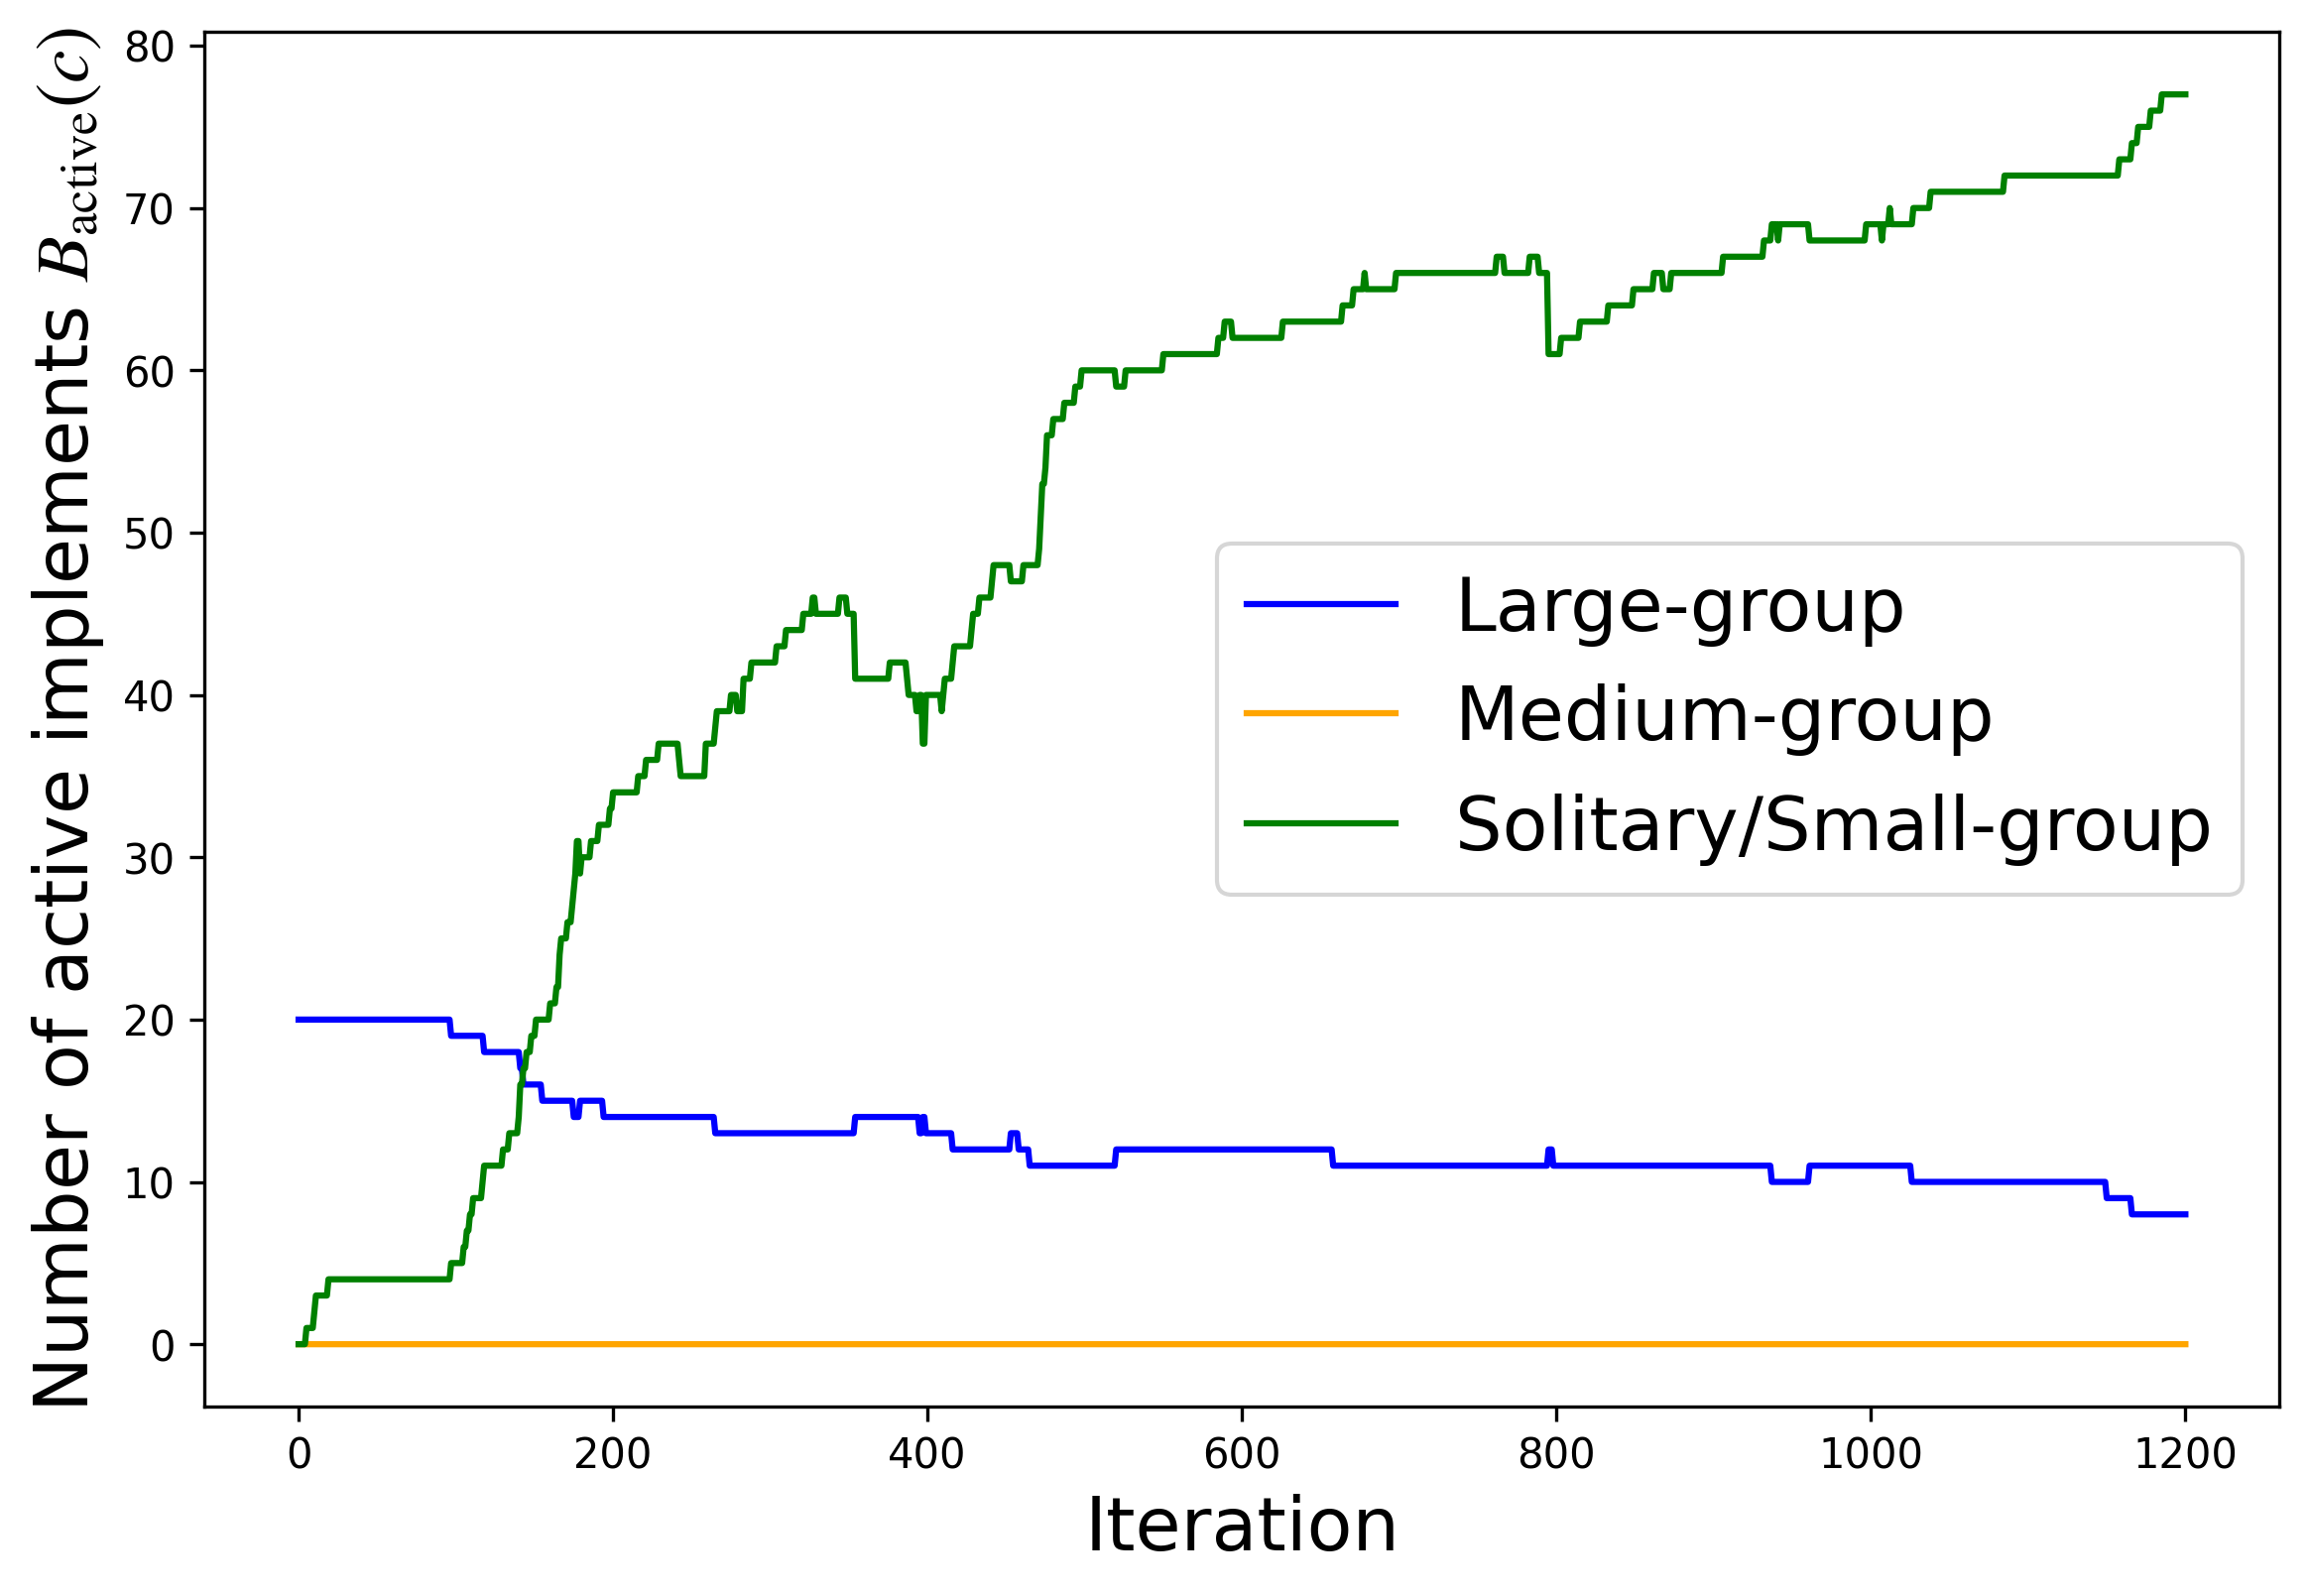 Number of active implements B_active(c)
80
70
60
50
40
30
20
10
0
Large-group
Medium-group
Solitary/Small-group
0 200 400 600 800 1000 1200
Iteration